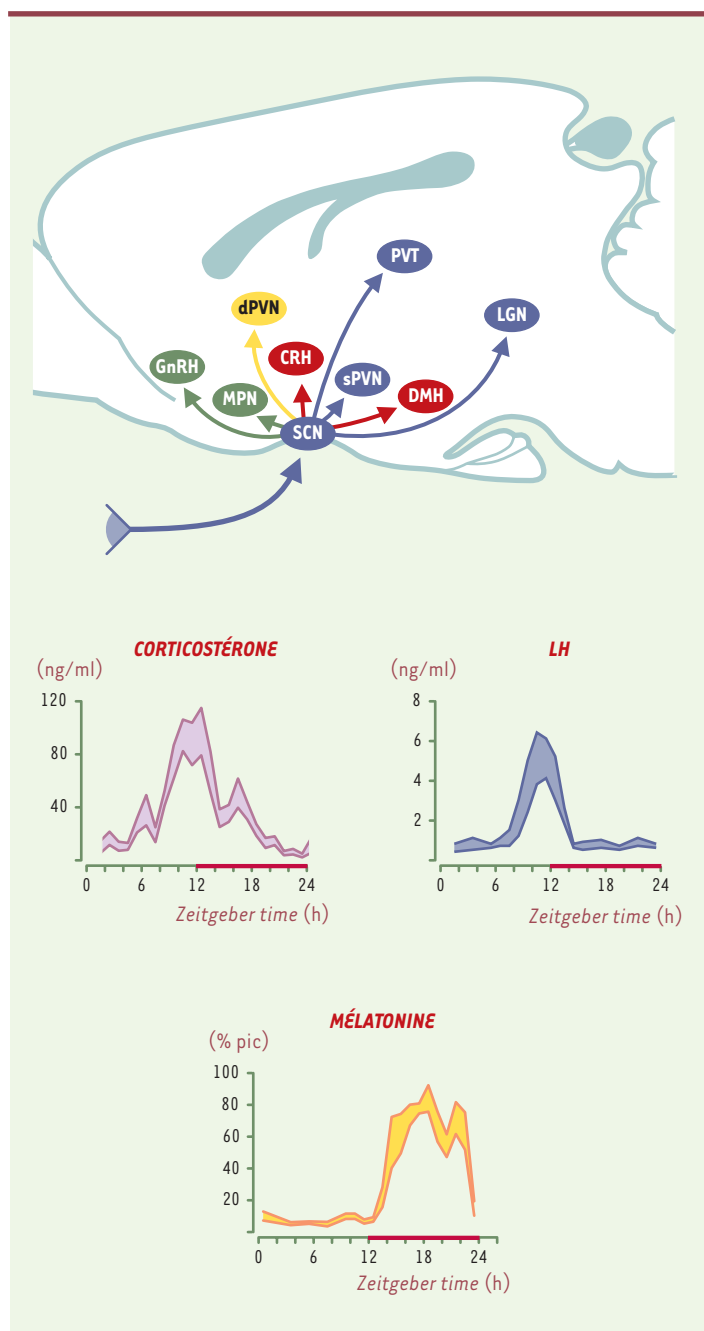 PVT
dPVN
LGN
CRH
GnRH
sPVN
MPN
DMH
SCN
CORTICOSTÉRONE
(ng/ml)
120
80
40
0 6 12 18 24
Zeitgeber time (h)
LH
(ng/ml)
8
6
4
2
0 6 12 18 24
Zeitgeber time (h)
MÉLATONINE
(% pic)
100
80
60
40
20
0 6 12 18 24
Zeitgeber time (h)